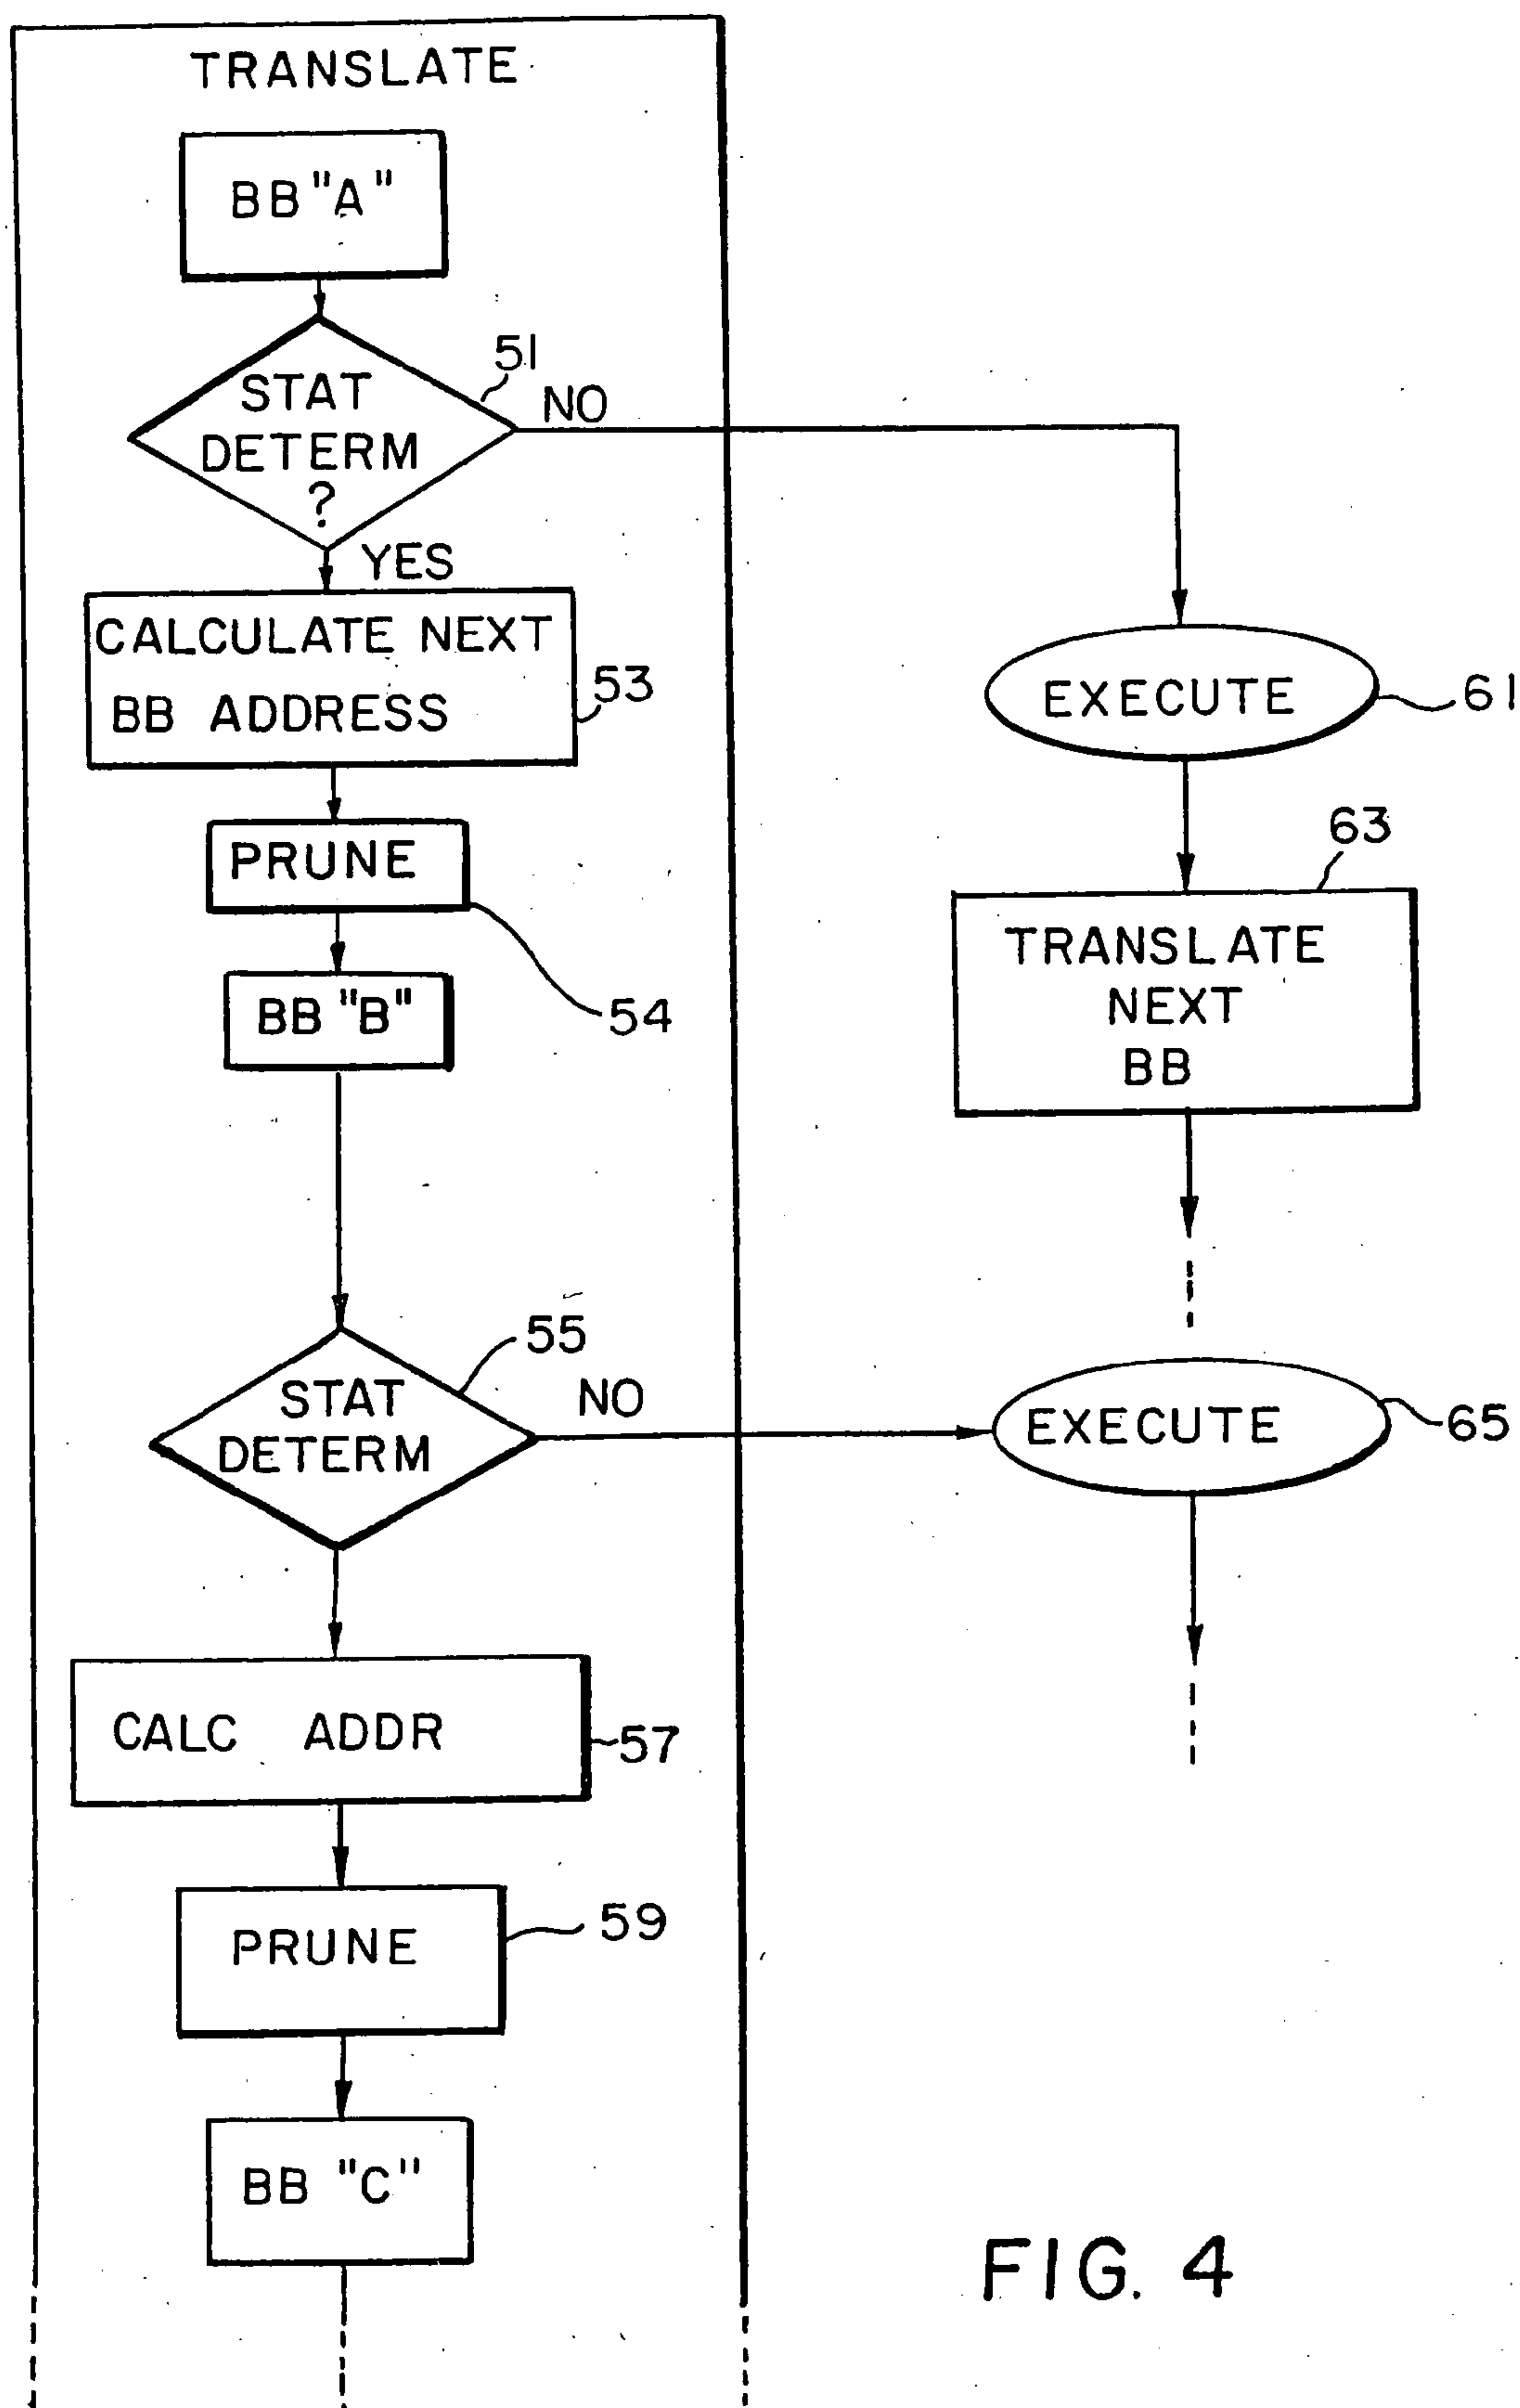 TRANSLATE
BB "A"
51
STAT
DETERM
?
NO
YES
CALCULATE NEXT
BB ADDRESS
53
EXECUTE
61
PRUNE
54
63
TRANSLATE
NEXT
BB
BB "B"
55
STAT
DETERM
NO
EXECUTE
65
CALC ADDR
57
PRUNE
59
BB "C"
FIG. 4